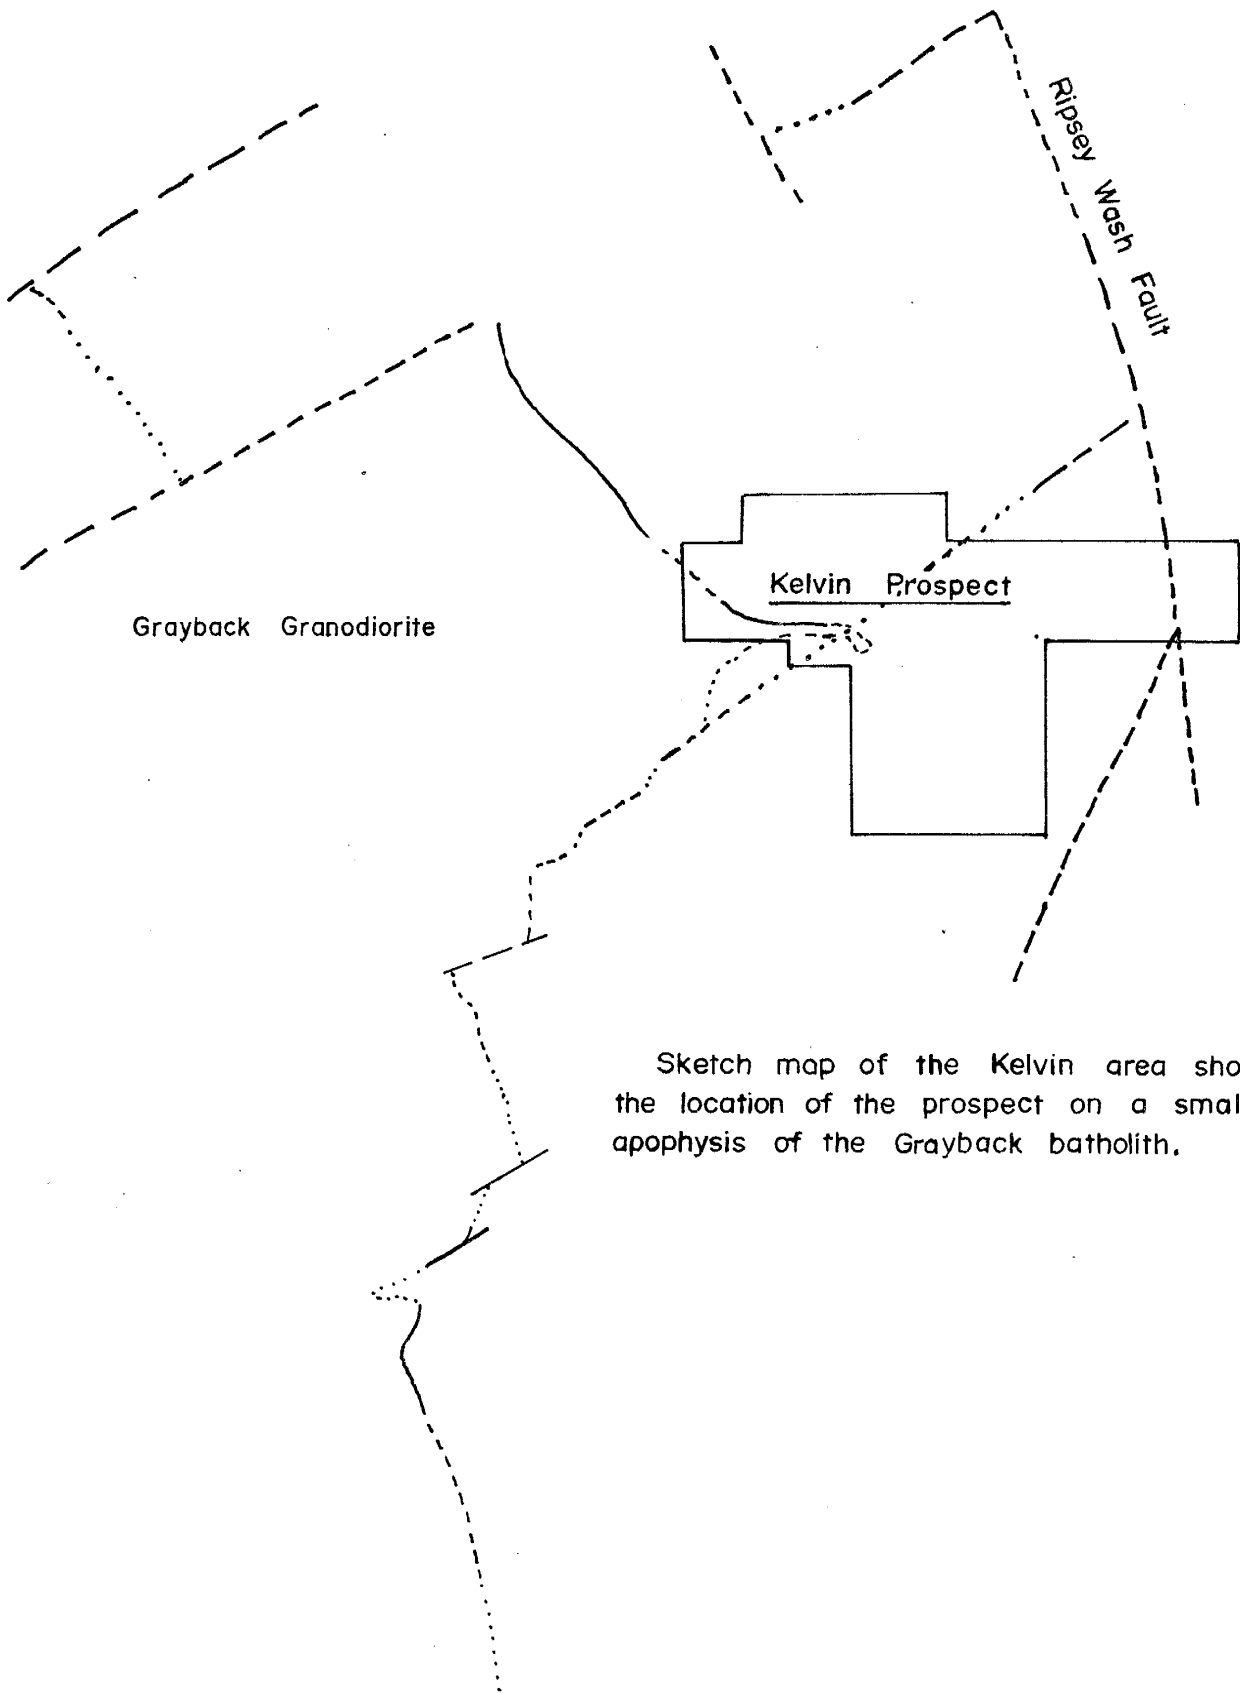 Ripsey Wash Fault
Kelvin Prospect
Grayback Granodiorite
Sketch map of the Kelvin area sho
the location of the prospect on a smal
apophysis of the Grayback batholith.